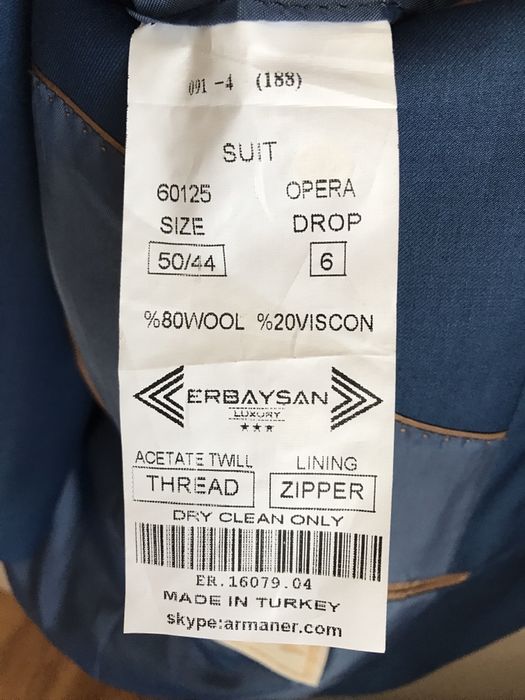 091-4 (188)
SUIT
60125 OPERA
SIZE DROP
50/44 6
%80WOOL %20VISCON
ERBAYSAN
LUXURY
ACETATE TWILL LINING
THREAD ZIPPER
DRY CLEAN ONLY
ER.16079.04
MADE IN TURKEY
skype:armaner.com